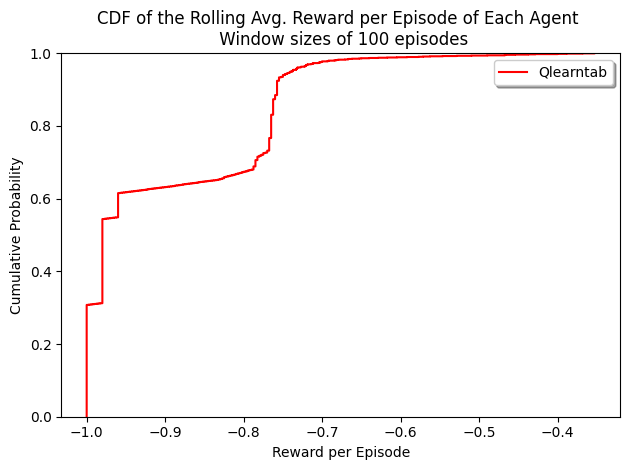 CDF of the Rolling Avg. Reward per Episode of Each Agent
Window sizes of 100 episodes
Qlearntab
1.0
0.8
0.6
0.4
0.2
0.0
Cumulative Probability
−1.0 −0.9 −0.8 −0.7 −0.6 −0.5 −0.4
Reward per Episode